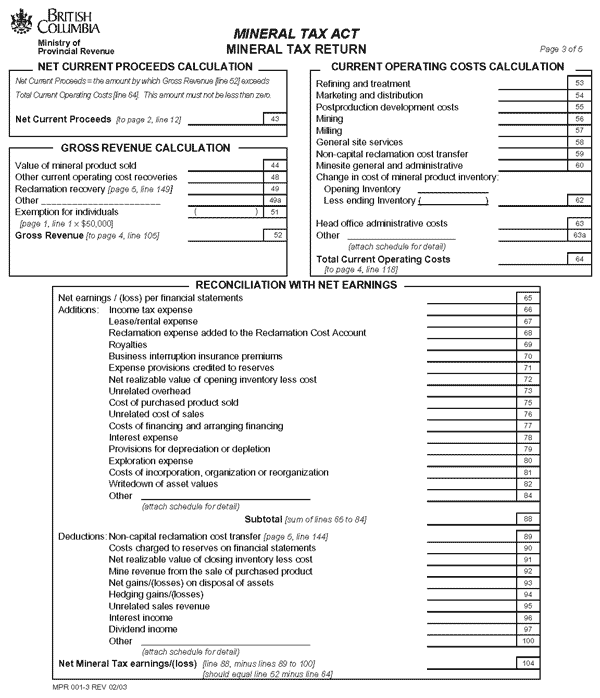 BRITISH
COLUMBIA
Ministry of
Provincial Revenue
MINERAL TAX ACT
MINERAL TAX RETURN
Page 3 of 6
NET CURRENT PROCEEDS CALCULATION
Net Current Proceeds = the amount by which Gross Revenue [line 52] exceeds
Total Current Operating Costs [line 64]. This amount must not be less than zero.
Net Current Proceeds [to page 2, line 12] 43
GROSS REVENUE CALCULATION
Value of mineral product sold 44
Other current operating cost recoveries 48
Reclamation recovery [page 5, line 149] 49
Other 49a
Exemption for individuals ( ) 51
[page 1, line 1 x $50,000]
Gross Revenue [to page 4, line 105] 52
CURRENT OPERATING COSTS CALCULATION
Refining and treatment 53
Marketing and distribution 54
Postproduction development costs 55
Mining 56
Milling 57
General site services 58
Non-capital reclamation cost transfer 59
Minesite general and administrative 60
Change in cost of mineral product inventory:
Opening Inventory
Less ending Inventory ( ) 62
Head office administrative costs 63
Other 63a
(attach schedule for detail)
Total Current Operating Costs 64
[to page 4, line 118]
RECONCILIATION WITH NET EARNINGS
Net earnings / (loss) per financial statements 65
Additions: Income tax expense 66
Lease/rental expense 67
Reclamation expense added to the Reclamation Cost Account 68
Royalties 69
Business interruption insurance premiums 70
Expense provisions credited to reserves 71
Net realizable value of opening inventory less cost 72
Unrelated overhead 73
Cost of purchased product sold 75
Unrelated cost of sales 76
Costs of financing and arranging financing 77
Interest expense 78
Provisions for depreciation or depletion 79
Exploration expense 80
Costs of incorporation, organization or reorganization 81
Writedown of asset values 82
Other 84
(attach schedule for detail)
Subtotal [sum of lines 66 to 84] 88
Deductions: Non-capital reclamation cost transfer [page 5, line 144] 89
Costs charged to reserves on financial statements 90
Net realizable value of closing inventory less cost 91
Mine revenue from the sale of purchased product 92
Net gains/(losses) on disposal of assets 93
Hedging gains/(losses) 94
Unrelated sales revenue 95
Interest income 96
Dividend income 97
Other 100
(attach schedule for detail)
Net Mineral Tax earnings/(loss) [line 88, minus lines 89 to 100] 104
[should equal line 52 minus line 64]
MPR 001-3 REV 02/03